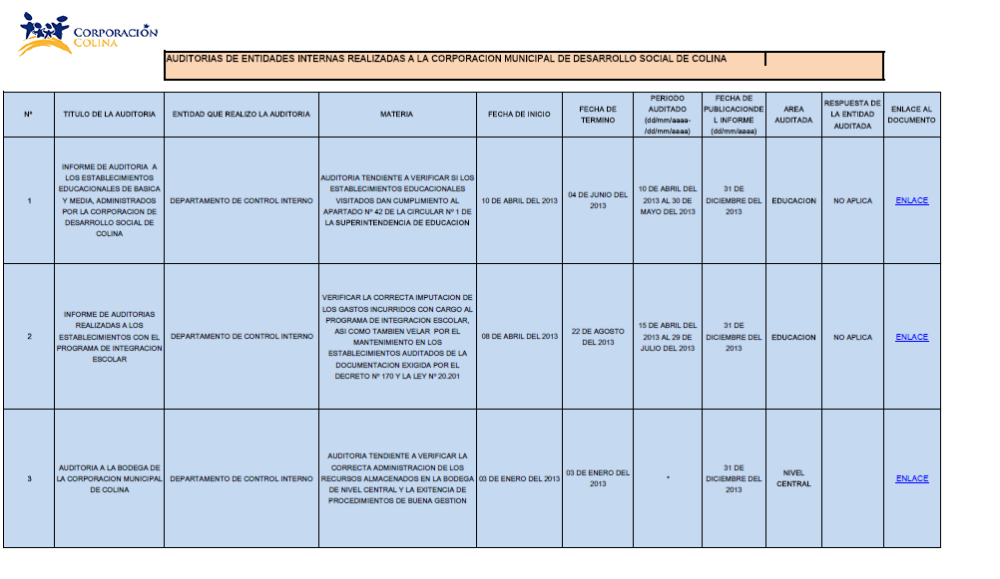 CORPORACIÓN
COLINA
AUDITORIAS DE ENTIDADES INTERNAS REALIZADAS A LA CORPORACION MUNICIPAL DE DESARROLLO SOCIAL DE COLINA
Nº
TITULO DE LA AUDITORIA
ENTIDAD QUE REALIZO LA AUDITORIA
MATERIA
FECHA DE INICIO
FECHA DE
TERMINO
PERIODO
AUDITADO
(dd/mm/aaaa-
/dd/mm/aaaa)
FECHA DE
PUBLICACIONDE
L INFORME
(dd/mm/aaaa)
AREA
AUDITADA
RESPUESTA DE
LA ENTIDAD
AUDITADA
ENLACE AL
DOCUMENTO
1
INFORME DE AUDITORIA A
LOS ESTABLECIMIENTOS
EDUCACIONALES DE BASICA
Y MEDIA, ADMINISTRADOS
POR LA CORPORACION DE
DESARROLLO SOCIAL DE
COLINA
DEPARTAMENTO DE CONTROL INTERNO
AUDITORIA TENDIENTE A VERIFICAR SI LOS
ESTABLECIMIENTOS EDUCACIONALES
VISITADOS DAN CUMPLIMIENTO AL
APARTADO Nº 42 DE LA CIRCULAR Nº 1 DE
LA SUPERINTENDENCIA DE EDUCACION
10 DE ABRIL DEL 2013
04 DE JUNIO DEL
2013
10 DE ABRIL DEL
2013 AL 30 DE
MAYO DEL 2013
31 DE
DICIEMBRE DEL
2013
EDUCACION
NO APLICA
ENLACE
2
INFORME DE AUDITORIAS
REALIZADAS A LOS
ESTABLECIMIENTOS CON EL
PROGRAMA DE INTEGRACION
ESCOLAR
DEPARTAMENTO DE CONTROL INTERNO
VERIFICAR LA CORRECTA IMPUTACION DE
LOS GASTOS INCURRIDOS CON CARGO AL
PROGRAMA DE INTEGRACION ESCOLAR,
ASI COMO TAMBIEN VELAR POR EL
MANTENIMIENTO EN LOS
ESTABLECIMIENTOS AUDITADOS DE LA
DOCUMENTACION EXIGIDA POR EL
DECRETO Nº 170 Y LA LEY Nº 20.201
08 DE ABRIL DEL 2013
22 DE AGOSTO
DEL 2013
15 DE ABRIL DEL
2013 AL 29 DE
JULIO DEL 2013
31 DE
DICIEMBRE DEL
2013
EDUCACION
NO APLICA
ENLACE
3
AUDITORIA A LA BODEGA DE
LA CORPORACION MUNICIPAL
DE COLINA
DEPARTAMENTO DE CONTROL INTERNO
AUDITORIA TENDIENTE A VERIFICAR LA
CORRECTA ADMINISTRACION DE LOS
RECURSOS ALMACENADOS EN LA BODEGA
DE NIVEL CENTRAL Y LA EXITENCIA DE
PROCEDIMIENTOS DE BUENA GESTION
03 DE ENERO DEL 2013
03 DE ENERO DEL
2013
*
31 DE
DICIEMBRE DEL
2013
NIVEL
CENTRAL
ENLACE